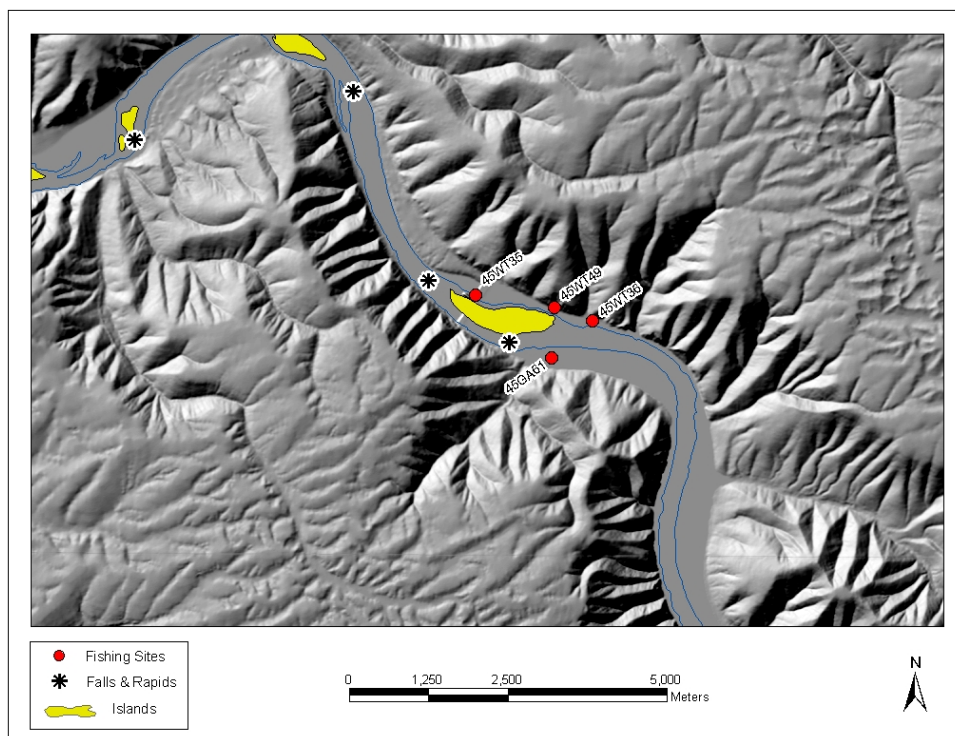 45WT35
45WT49
45WT36
45GA61
Fishing Sites
Falls & Rapids
Islands
0 1,250 2,500 5,000
Meters
N